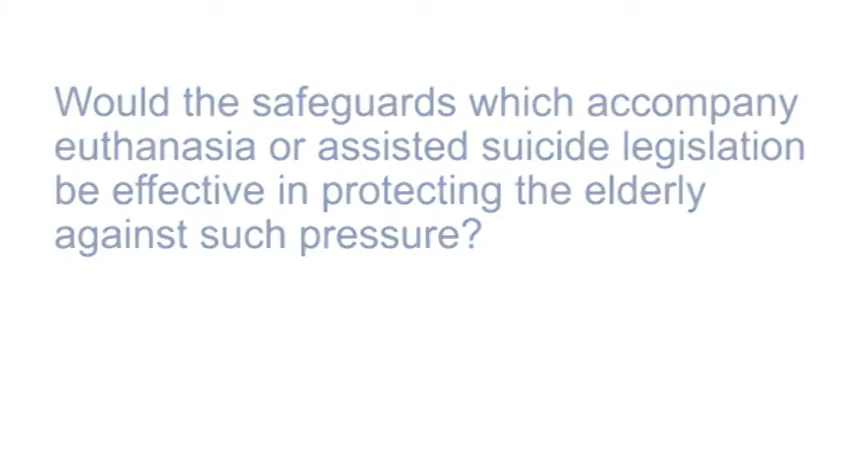 Would the safeguards which accompany
euthanasia or assisted suicide legislation
be effective in protecting the elderly
against such pressure?